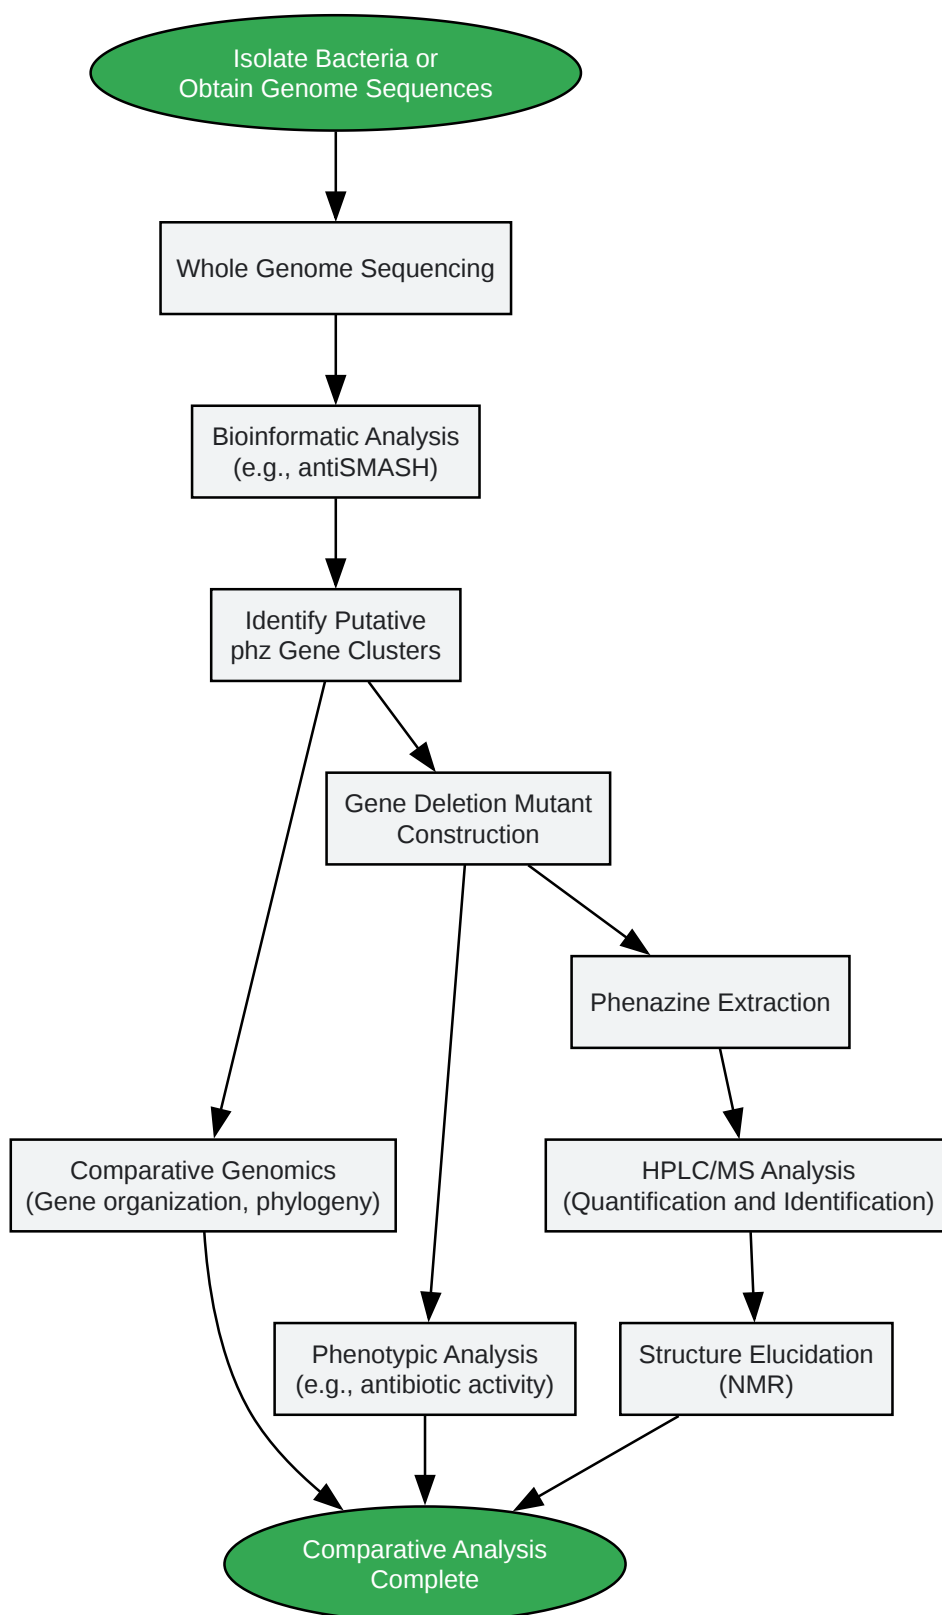 Isolate Bacteria or
Obtain Genome Sequences
Whole Genome Sequencing
Bioinformatic Analysis
(e.g., antiSMASH)
Identify Putative
phz Gene Clusters
Gene Deletion Mutant
Construction
Phenazine Extraction
Comparative Genomics
(Gene organization, phylogeny)
HPLC/MS Analysis
(Quantification and Identification)
Phenotypic Analysis
(e.g., antibiotic activity)
Structure Elucidation
(NMR)
Comparative Analysis
Complete